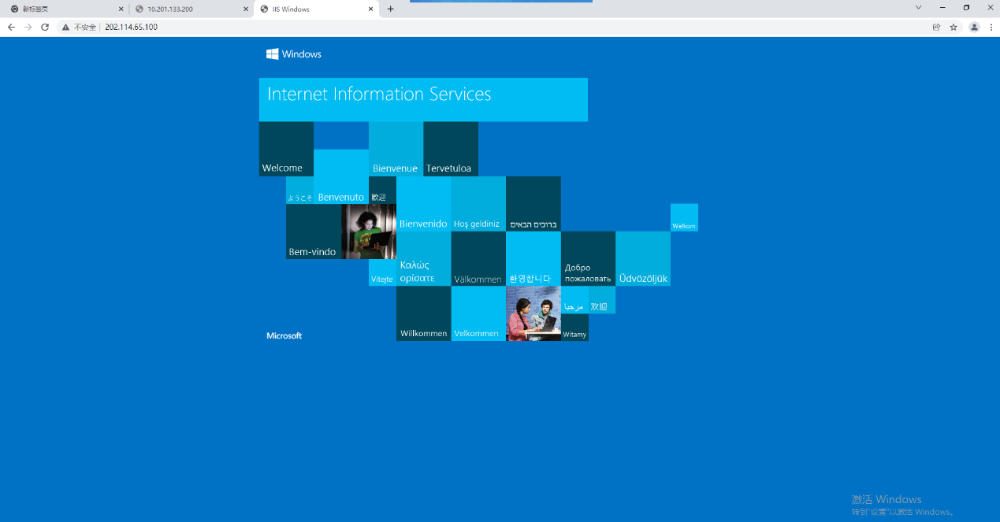 新标签页
10.201.133.200
IIS Windows
不安全
202.114.65.100
Windows
Internet Information Services
Welcome
Bienvenue
Tervetuloa
ようこそ
Benvenuto
歡迎
Bienvenido
Hoş geldiniz
ברוכים הבאים
Welkom
Bem-vindo
Vítejte
Καλώς
ορίσατε
Välkommen
환영합니다
Добро
пожаловать
Üdvözöljük
مرحبا
欢迎
Willkommen
Velkommen
Witamy
Microsoft
激活 Windows
转到"设置"以激活 Windows。